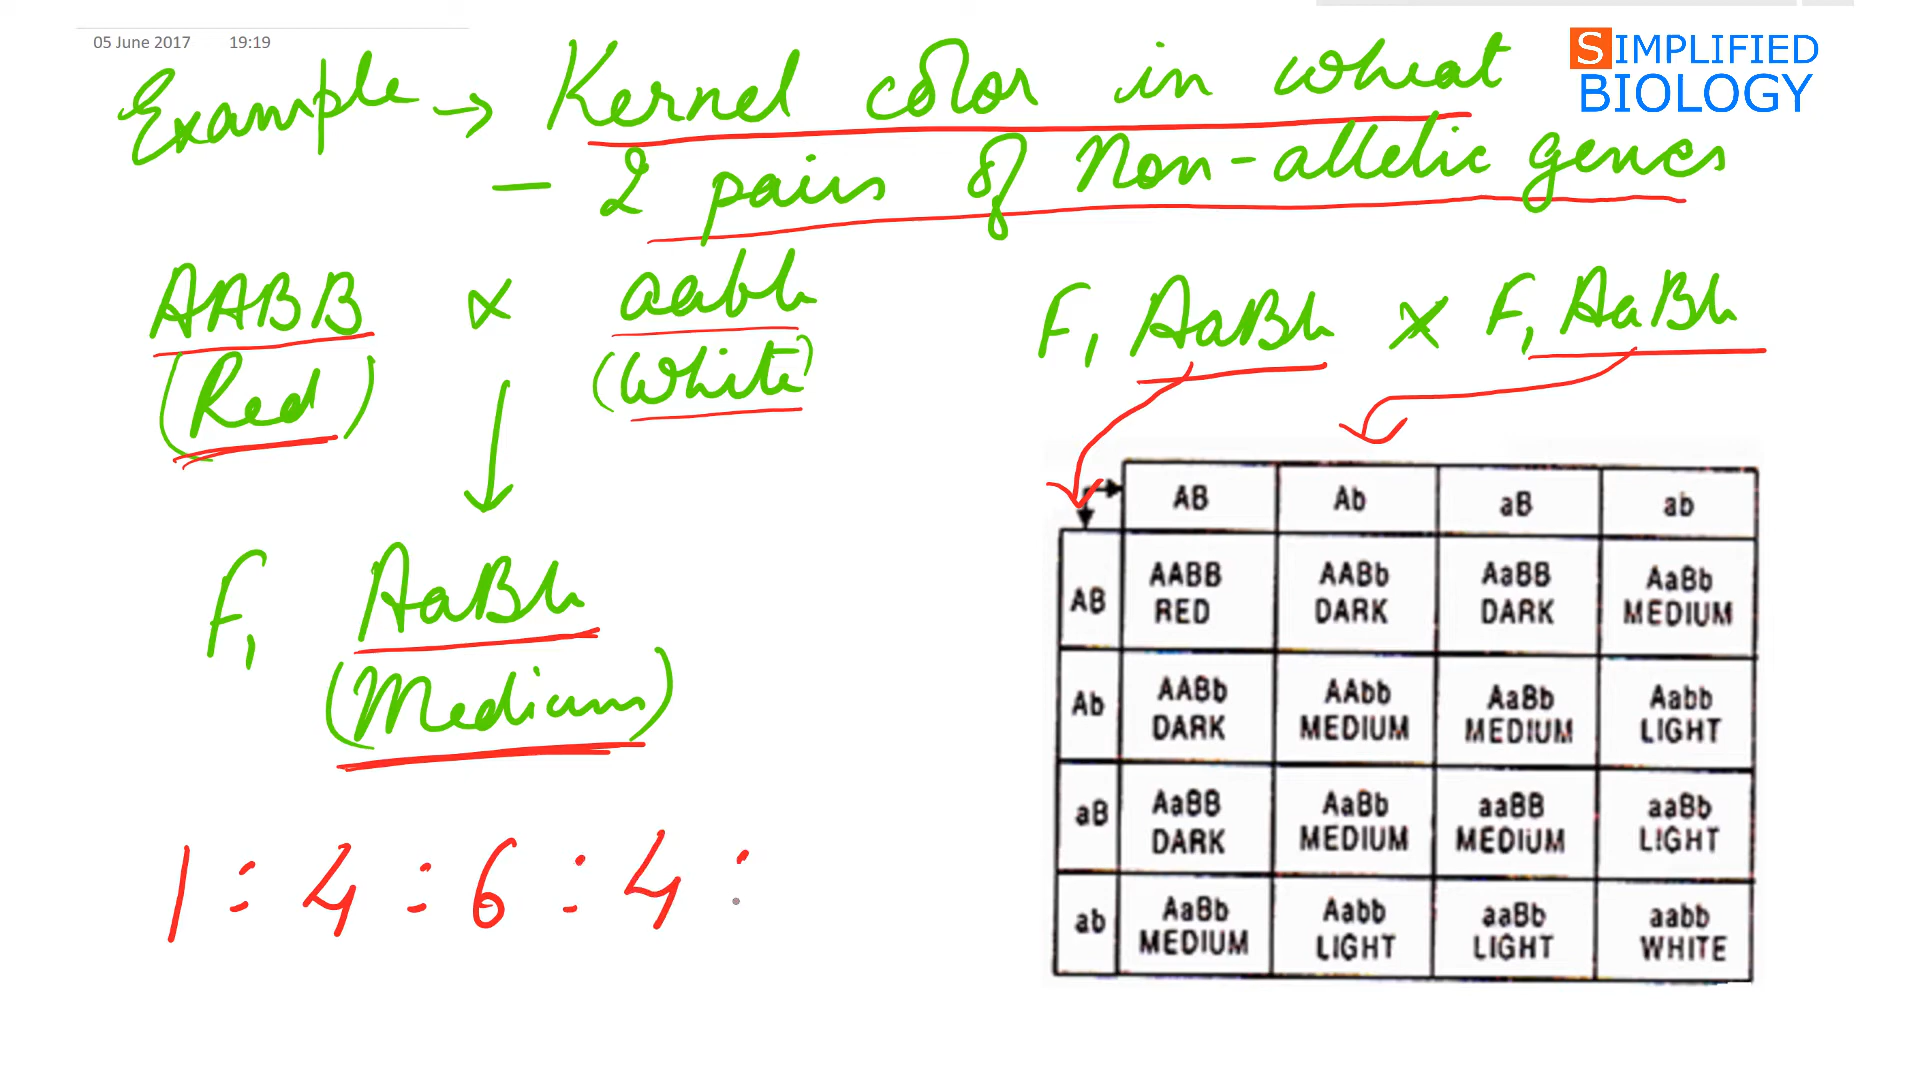 05 June 2017 19:19
SIMPLIFIED
BIOLOGY
Example → Kernel color in wheat
- 2 pairs of Non-allelic genes
AABB × aabb
(Red) (White)
F1 AaBb
(Medium)
1 : 4 : 6 : 4 :
F1 AaBb × F1 AaBb
AB Ab aB ab
AB AABB RED AABb DARK AaBB DARK AaBb MEDIUM
Ab AABb DARK AAbb MEDIUM AaBb MEDIUM Aabb LIGHT
aB AaBB DARK AaBb MEDIUM aaBB MEDIUM aaBb LIGHT
ab AaBb MEDIUM Aabb LIGHT aaBb LIGHT aabb WHITE